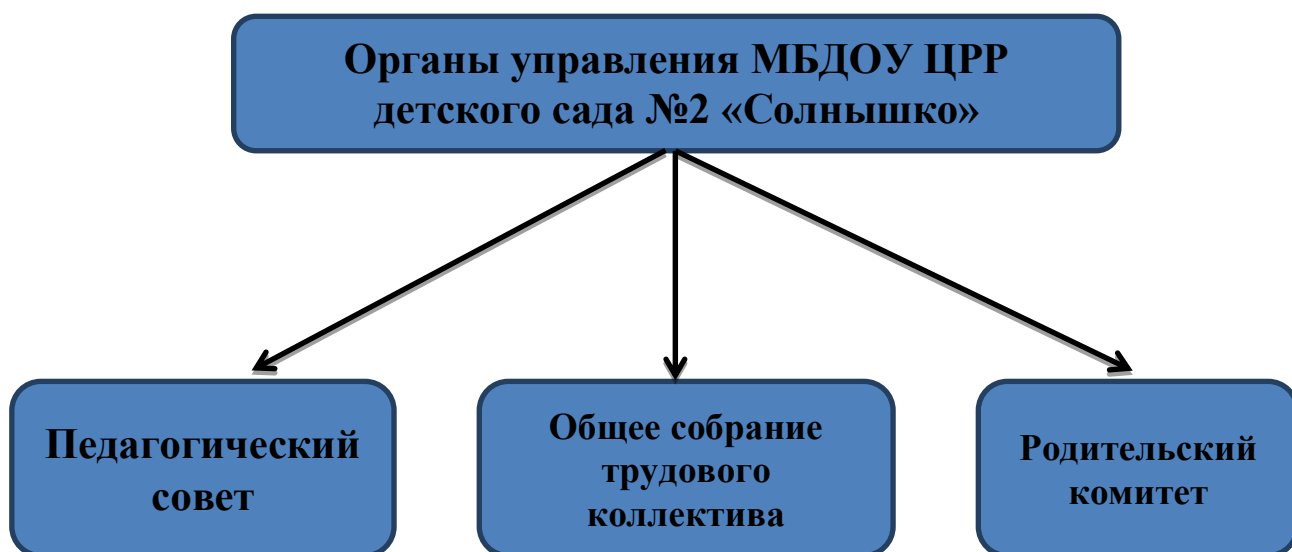 Органы управления МБДОУ ЦРР
детского сада №2 «Солнышко»
Педагогический
совет
Общее собрание
трудового
коллектива
Родительский
комитет